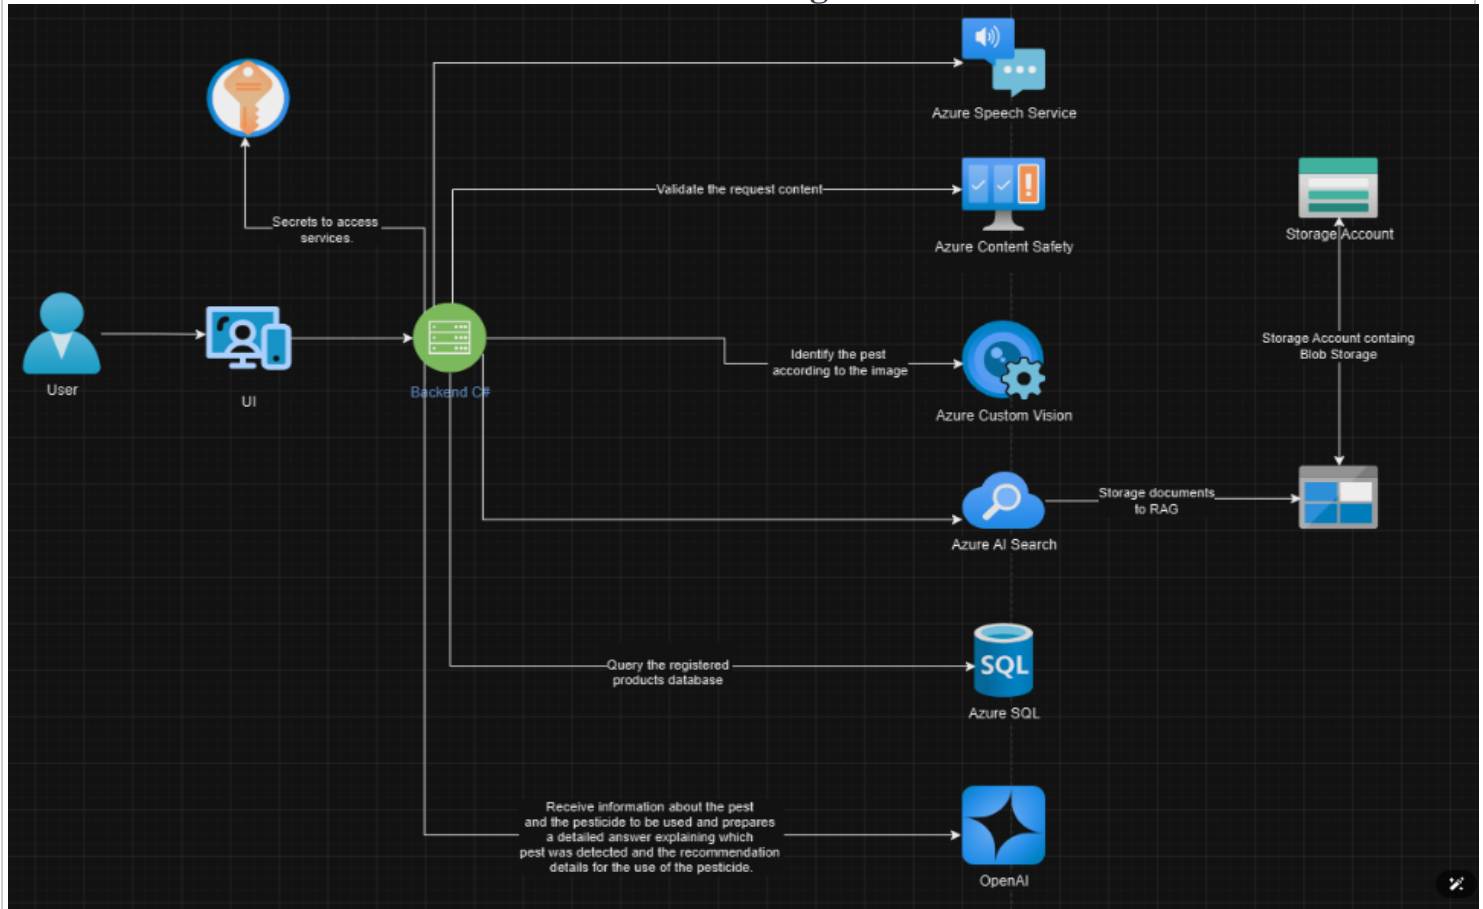 Azure Speech Service
Validate the request content
Azure Content Safety
Storage Account
Secrets to access
services.
User
UI
Backend C#
Identify the pest
according to the image
Azure Custom Vision
Storage Account containg
Blob Storage
Azure AI Search
Storage documents
to RAG
Query the registered
products database
SQL
Azure SQL
Receive information about the pest
and the pesticide to be used and prepares
a detailed answer explaining which
pest was detected and the recommendation
details for the use of the pesticide.
OpenAI